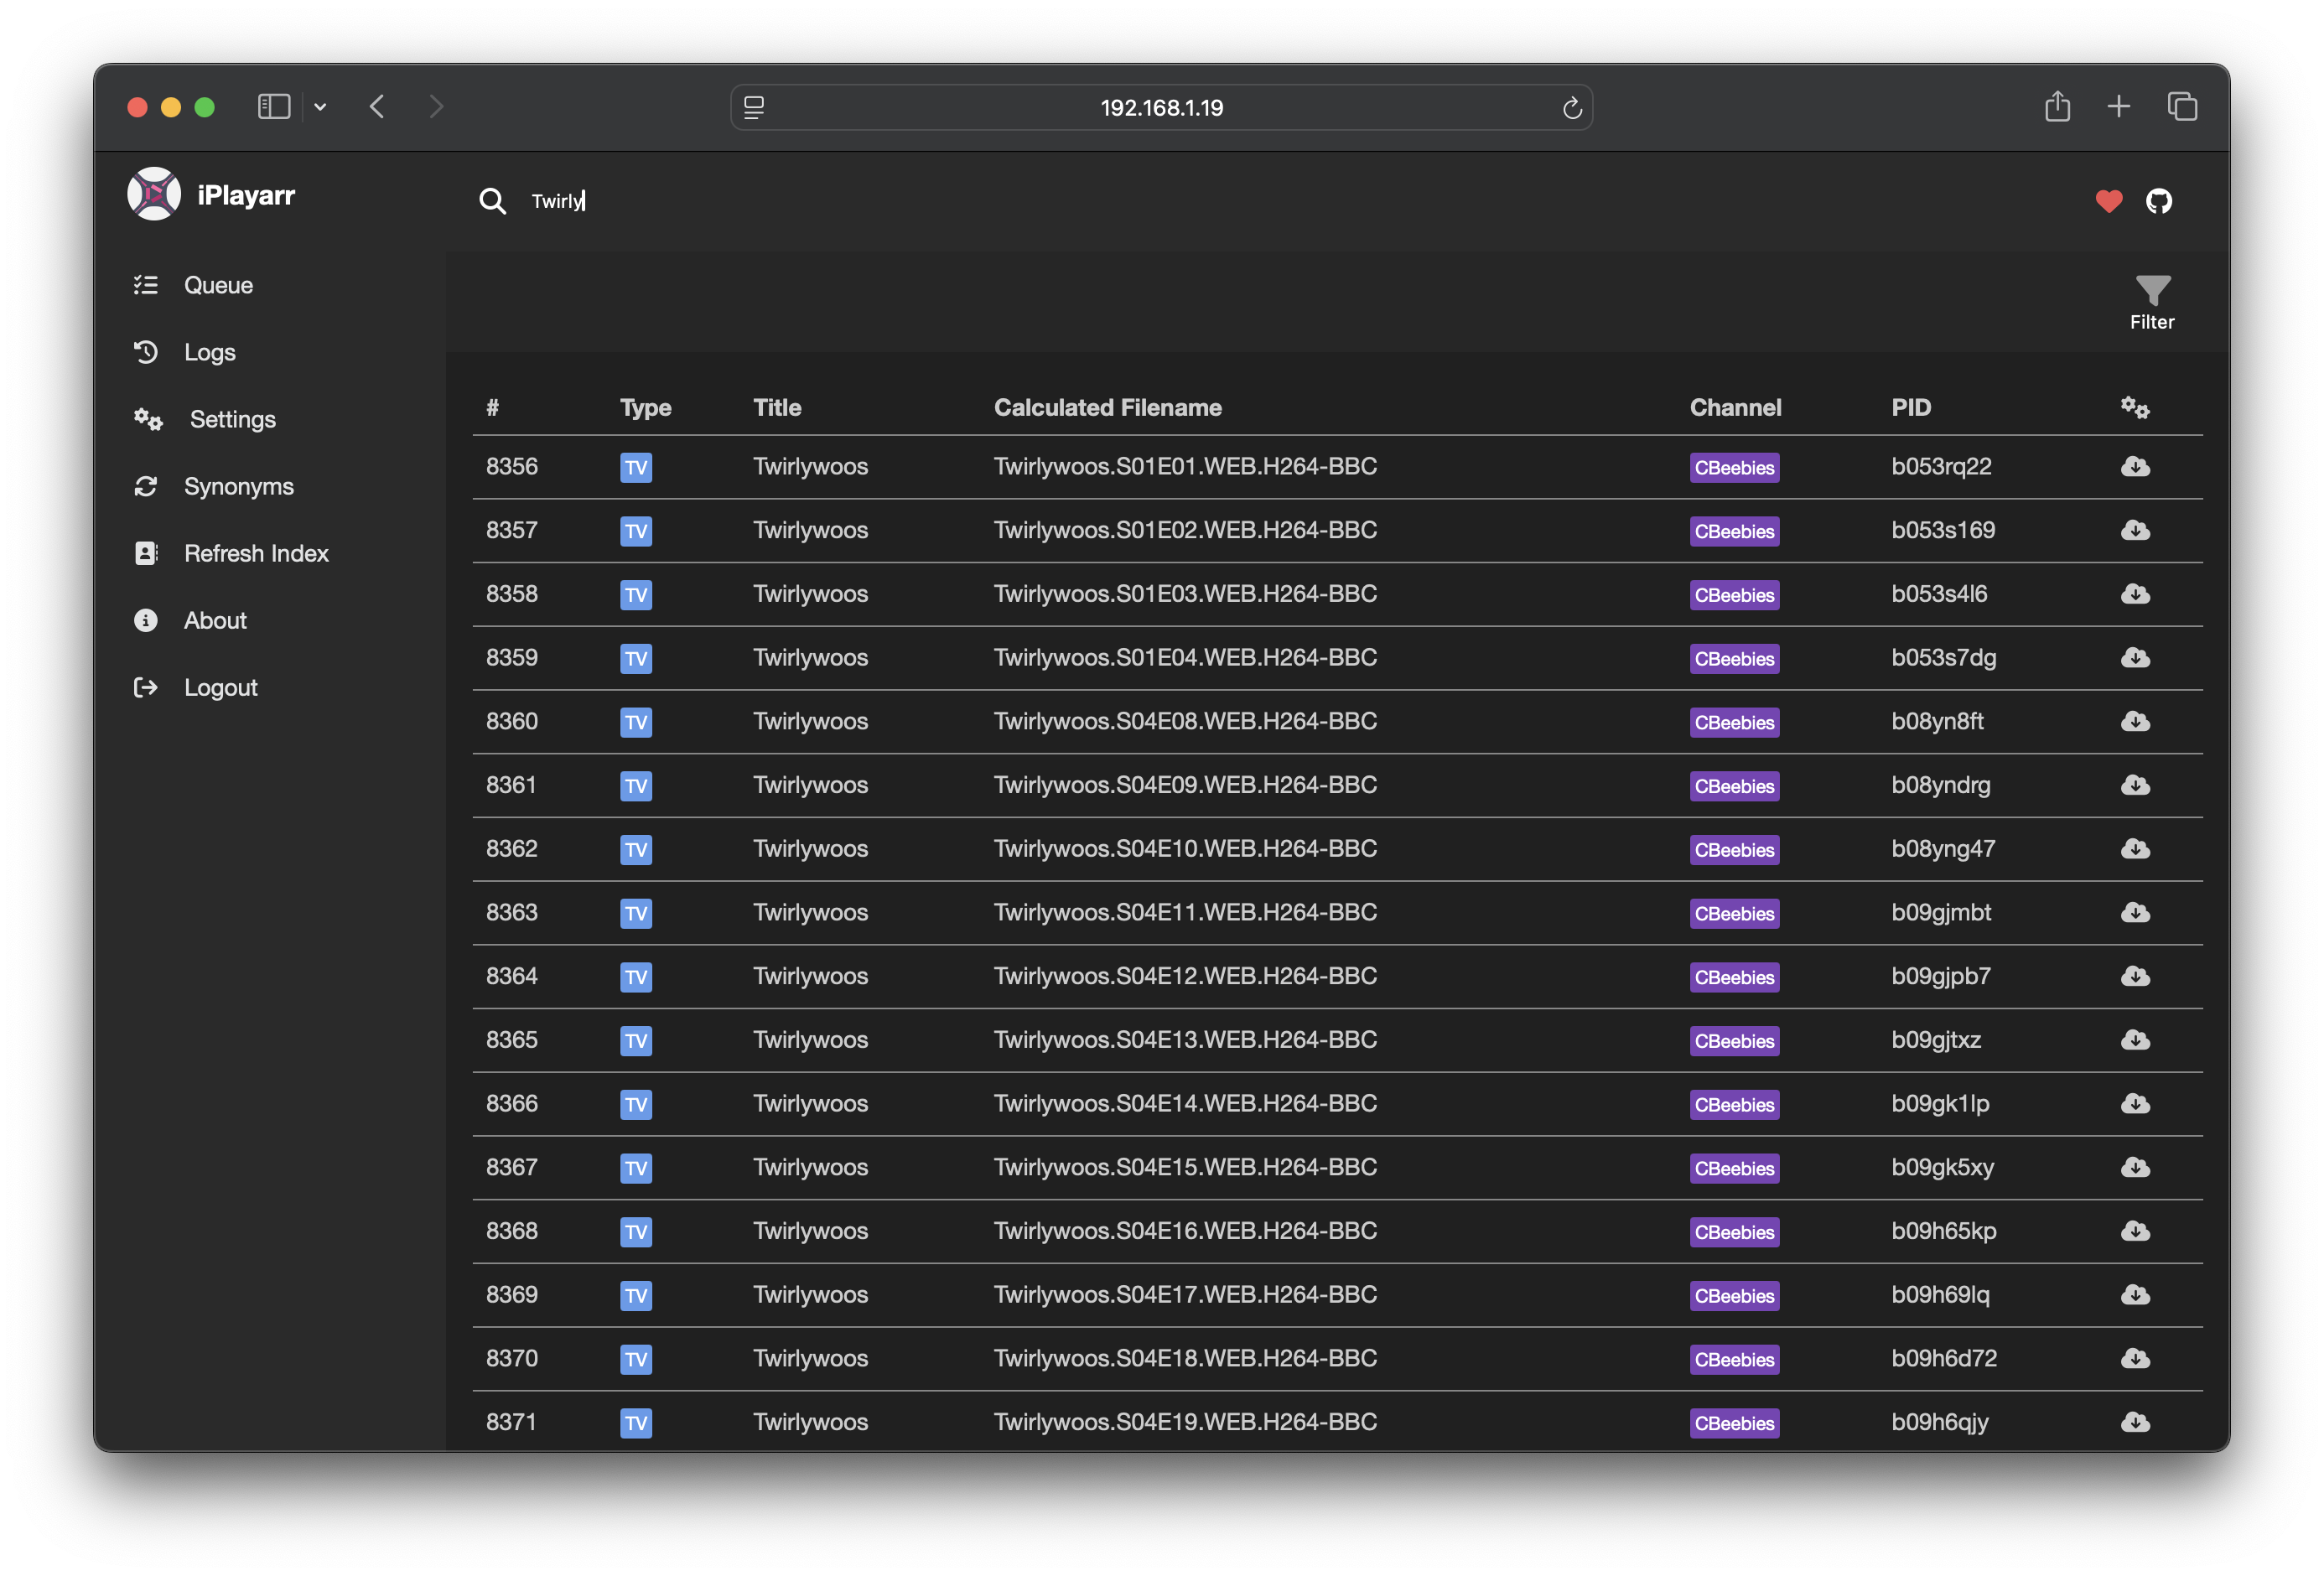 192.168.1.19
iPlayarr
Twirly
Queue
Logs
Settings
Synonyms
Refresh Index
About
Logout
Filter
# Type Title Calculated Filename Channel PID
8356 TV Twirlywoos Twirlywoos.S01E01.WEB.H264-BBC CBeebies b053rq22
8357 TV Twirlywoos Twirlywoos.S01E02.WEB.H264-BBC CBeebies b053s169
8358 TV Twirlywoos Twirlywoos.S01E03.WEB.H264-BBC CBeebies b053s4l6
8359 TV Twirlywoos Twirlywoos.S01E04.WEB.H264-BBC CBeebies b053s7dg
8360 TV Twirlywoos Twirlywoos.S04E08.WEB.H264-BBC CBeebies b08yn8ft
8361 TV Twirlywoos Twirlywoos.S04E09.WEB.H264-BBC CBeebies b08yndrg
8362 TV Twirlywoos Twirlywoos.S04E10.WEB.H264-BBC CBeebies b08yng47
8363 TV Twirlywoos Twirlywoos.S04E11.WEB.H264-BBC CBeebies b09gjmbt
8364 TV Twirlywoos Twirlywoos.S04E12.WEB.H264-BBC CBeebies b09gjpb7
8365 TV Twirlywoos Twirlywoos.S04E13.WEB.H264-BBC CBeebies b09gjtxz
8366 TV Twirlywoos Twirlywoos.S04E14.WEB.H264-BBC CBeebies b09gk1lp
8367 TV Twirlywoos Twirlywoos.S04E15.WEB.H264-BBC CBeebies b09gk5xy
8368 TV Twirlywoos Twirlywoos.S04E16.WEB.H264-BBC CBeebies b09h65kp
8369 TV Twirlywoos Twirlywoos.S04E17.WEB.H264-BBC CBeebies b09h69lq
8370 TV Twirlywoos Twirlywoos.S04E18.WEB.H264-BBC CBeebies b09h6d72
8371 TV Twirlywoos Twirlywoos.S04E19.WEB.H264-BBC CBeebies b09h6qjy